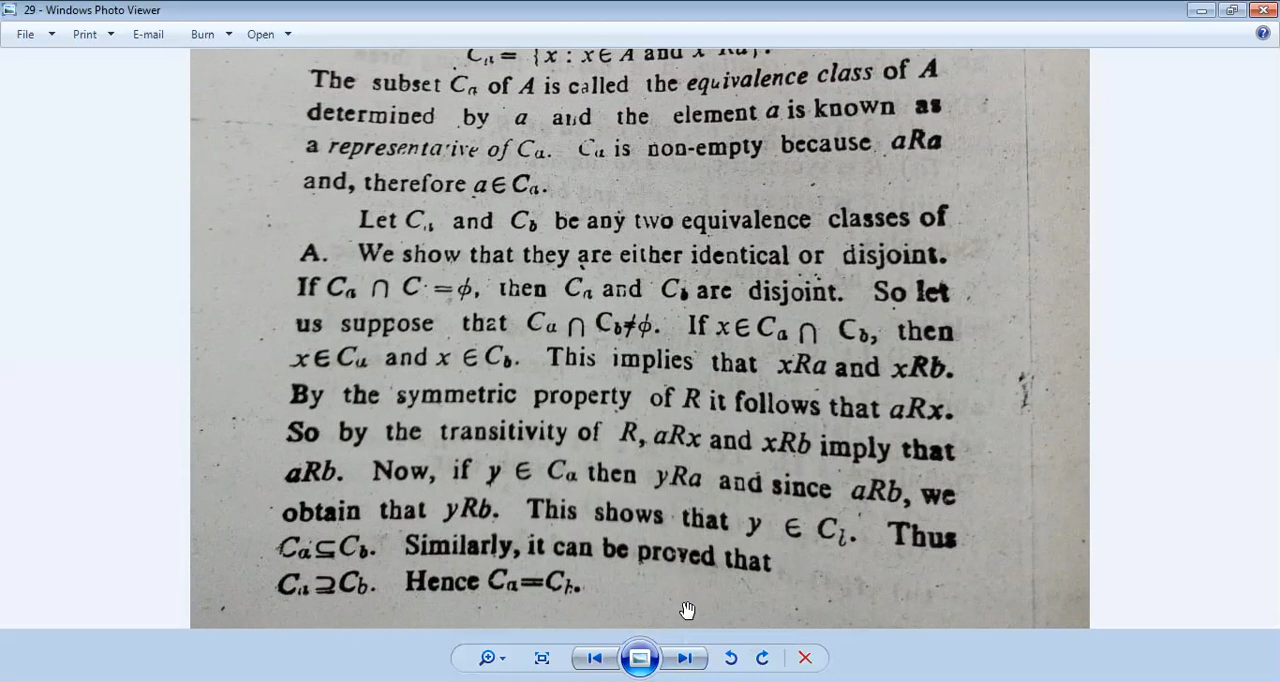 29 - Windows Photo Viewer
File Print E-mail Burn Open
Cₐ = {x : x ∈ A and x Ra}.
The subset Cₐ of A is called the equivalence class of A
determined by a and the element a is known as
a representative of Cₐ. Cₐ is non-empty because aRa
and, therefore a ∈ Cₐ.
Let Cₐ and C_b be any two equivalence classes of
A. We show that they are either identical or disjoint.
If Cₐ ∩ C =ϕ, then Cₐ and C_b are disjoint. So let
us suppose that Cₐ ∩ C_b≠ϕ. If x∈Cₐ ∩ C_b, then
x∈Cₐ and x ∈C_b. This implies that xRa and xRb.
By the symmetric property of R it follows that aRx.
So by the transitivity of R, aRx and xRb imply that
aRb. Now, if y ∈ Cₐ then yRa and since aRb, we
obtain that yRb. This shows that y ∈ C_b. Thus
Cₐ⊆C_b. Similarly, it can be proved that
Cₐ⊇C_b. Hence Cₐ=C_b.